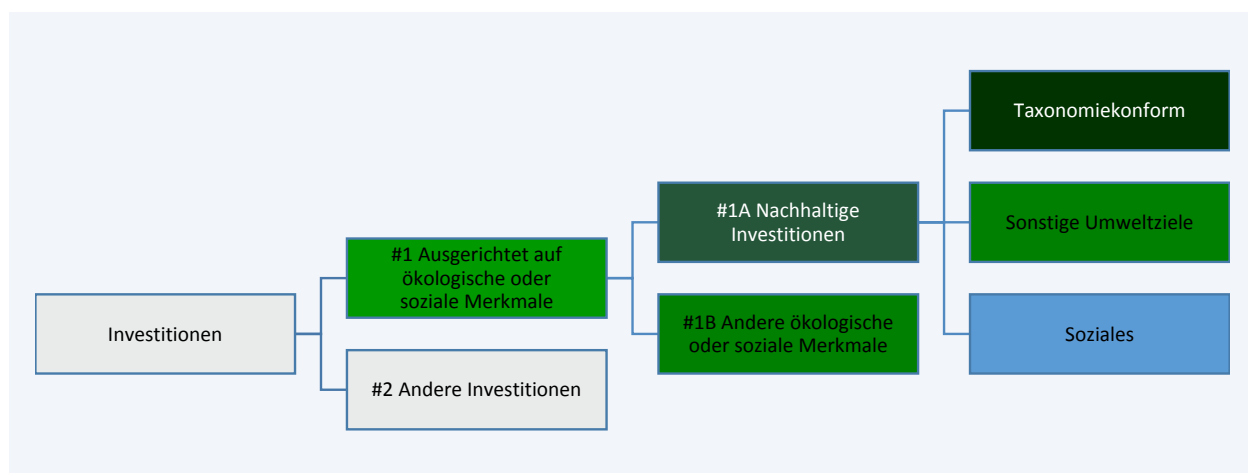 Investitionen
#1 Ausgerichtet auf
ökologische oder
soziale Merkmale
#2 Andere Investitionen
#1A Nachhaltige
Investitionen
#1B Andere ökologische
oder soziale Merkmale
Taxonomiekonform
Sonstige Umweltziele
Soziales